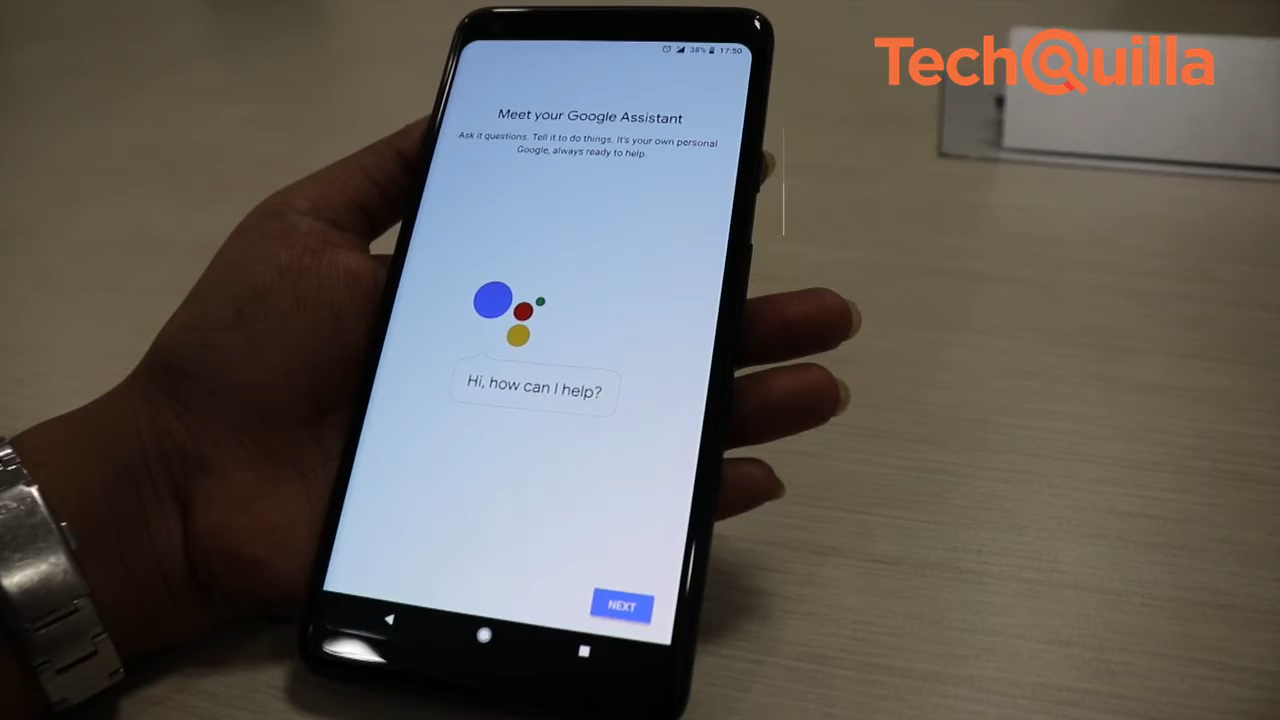 TechQuilla
38% 17:50
Meet your Google Assistant
Ask it questions. Tell it to do things. It's your own personal
Google, always ready to help.
Hi, how can I help?
NEXT